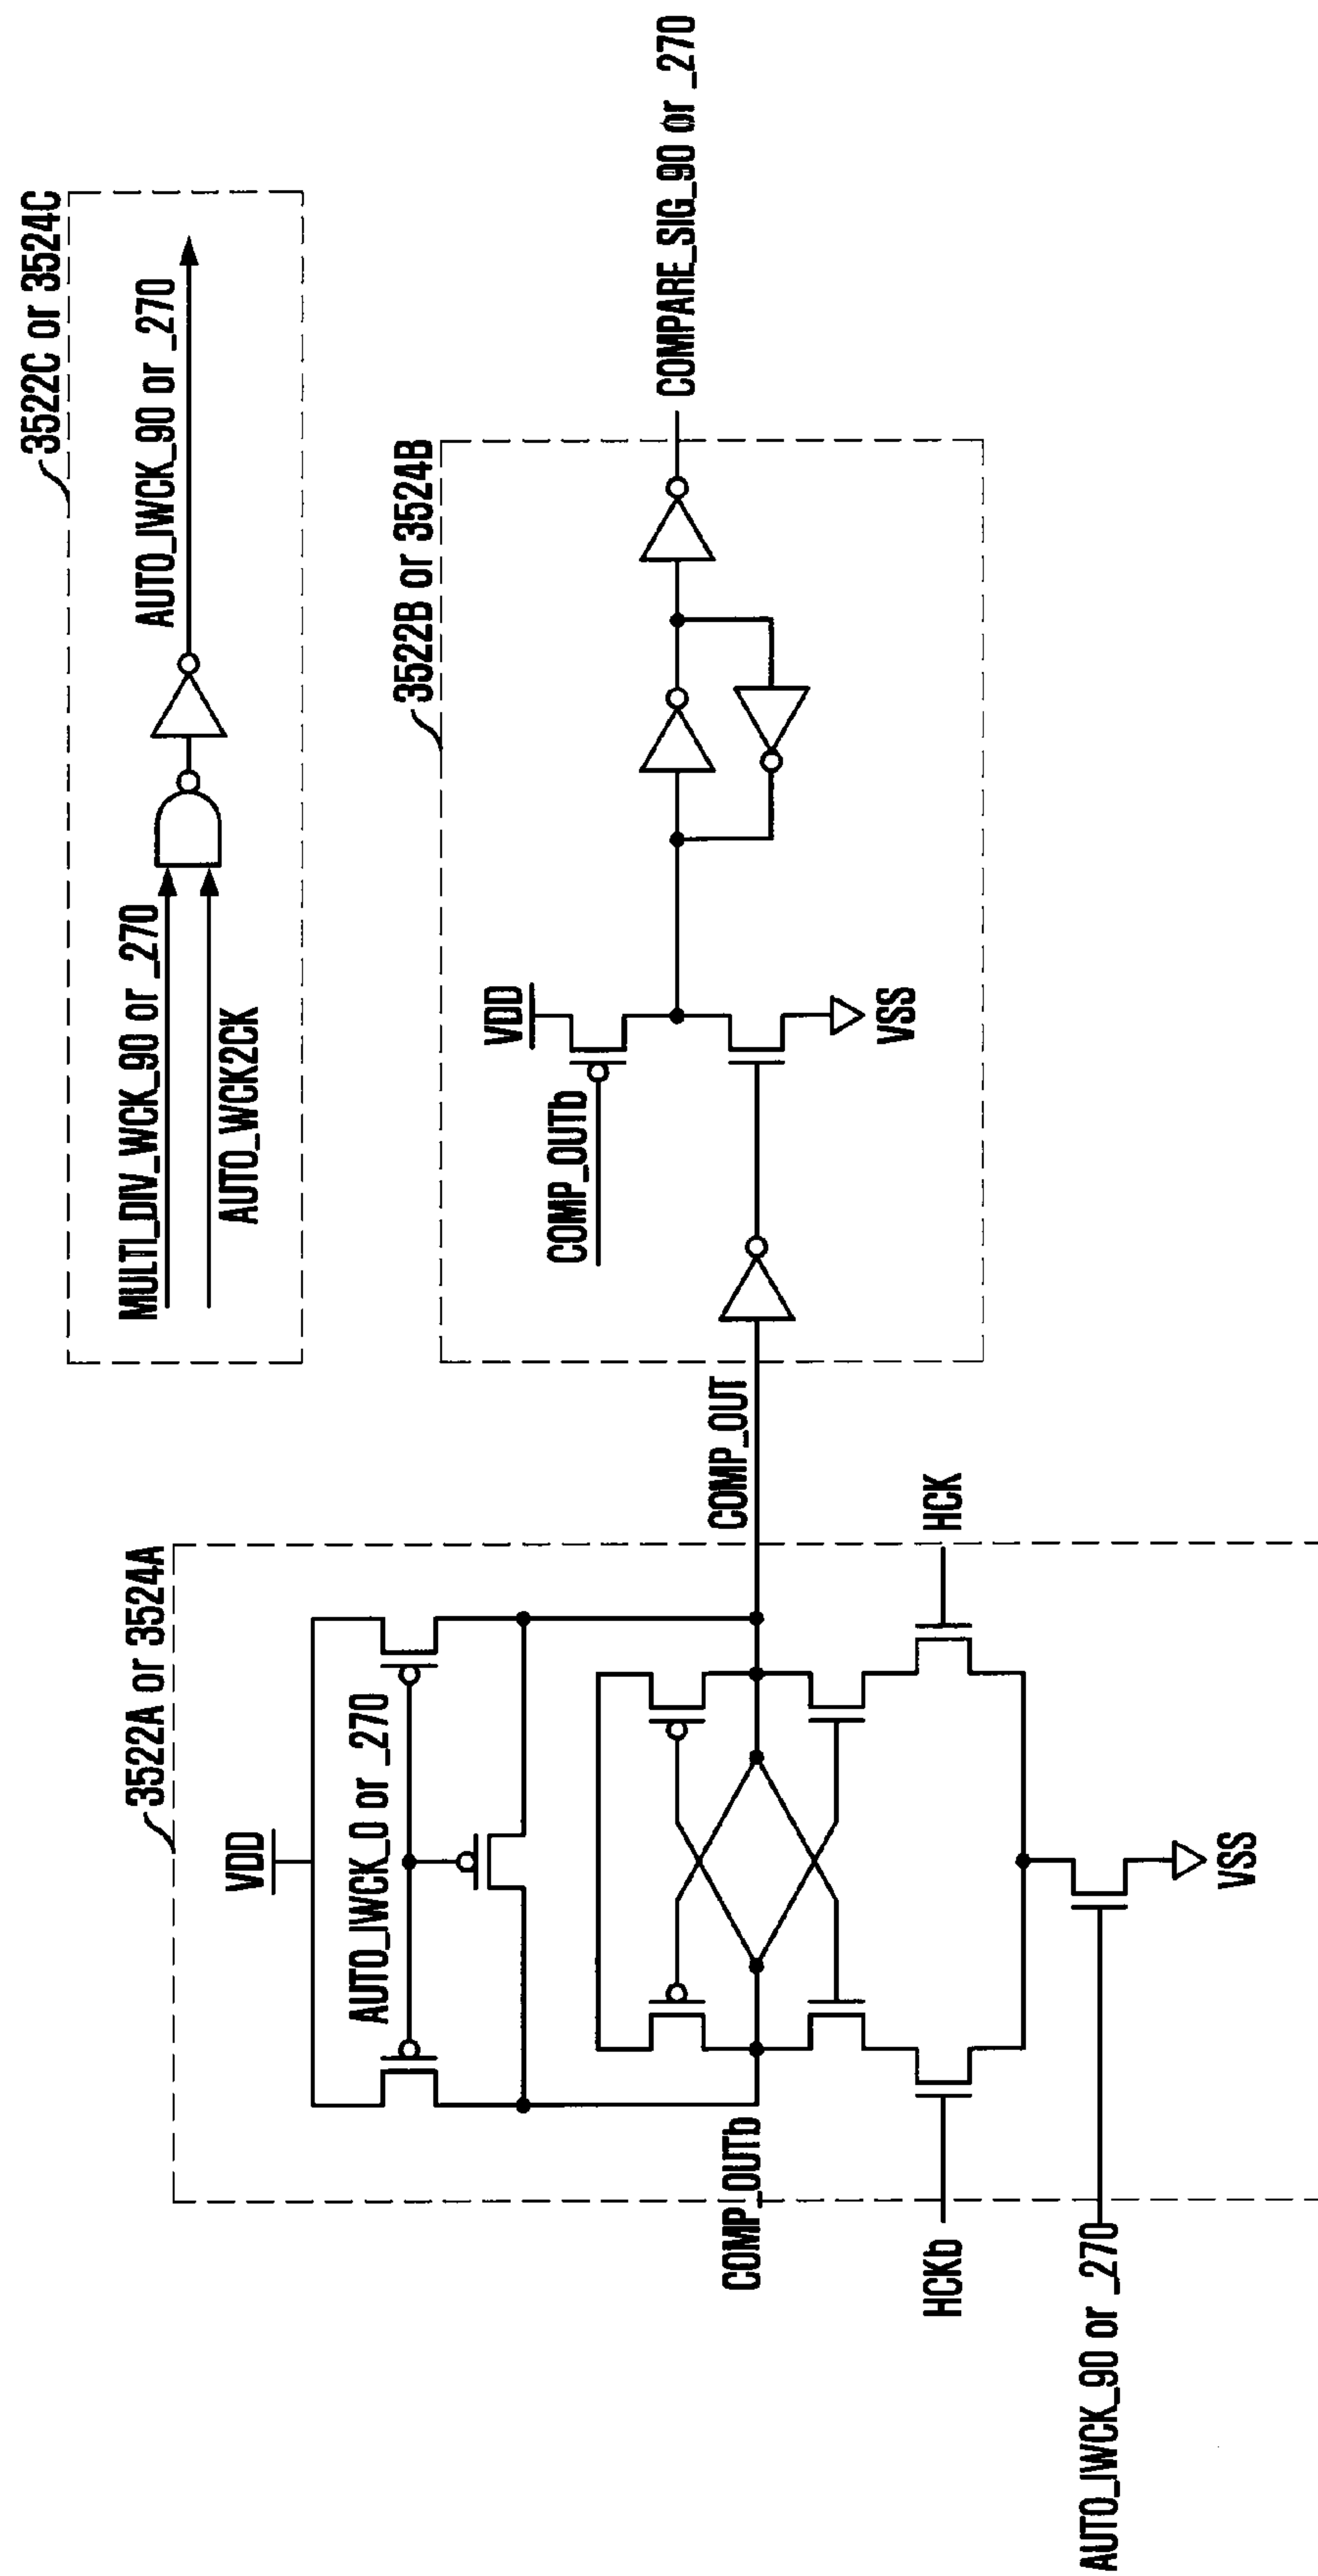 3522C or 3524C
MULTI_DIV_WCK_90 or _270
AUTO_WCK2CK
AUTO_IWCK_90 or _270
3522A or 3524A
VDD
AUTO_IWCK_0 or _270
COMP_OUTb
COMP_OUT
HCKb
HCK
AUTO_IWCK_90 or _270
VSS
3522B or 3524B
VDD
COMP_OUTb
VSS
COMPARE_SIG_90 or _270